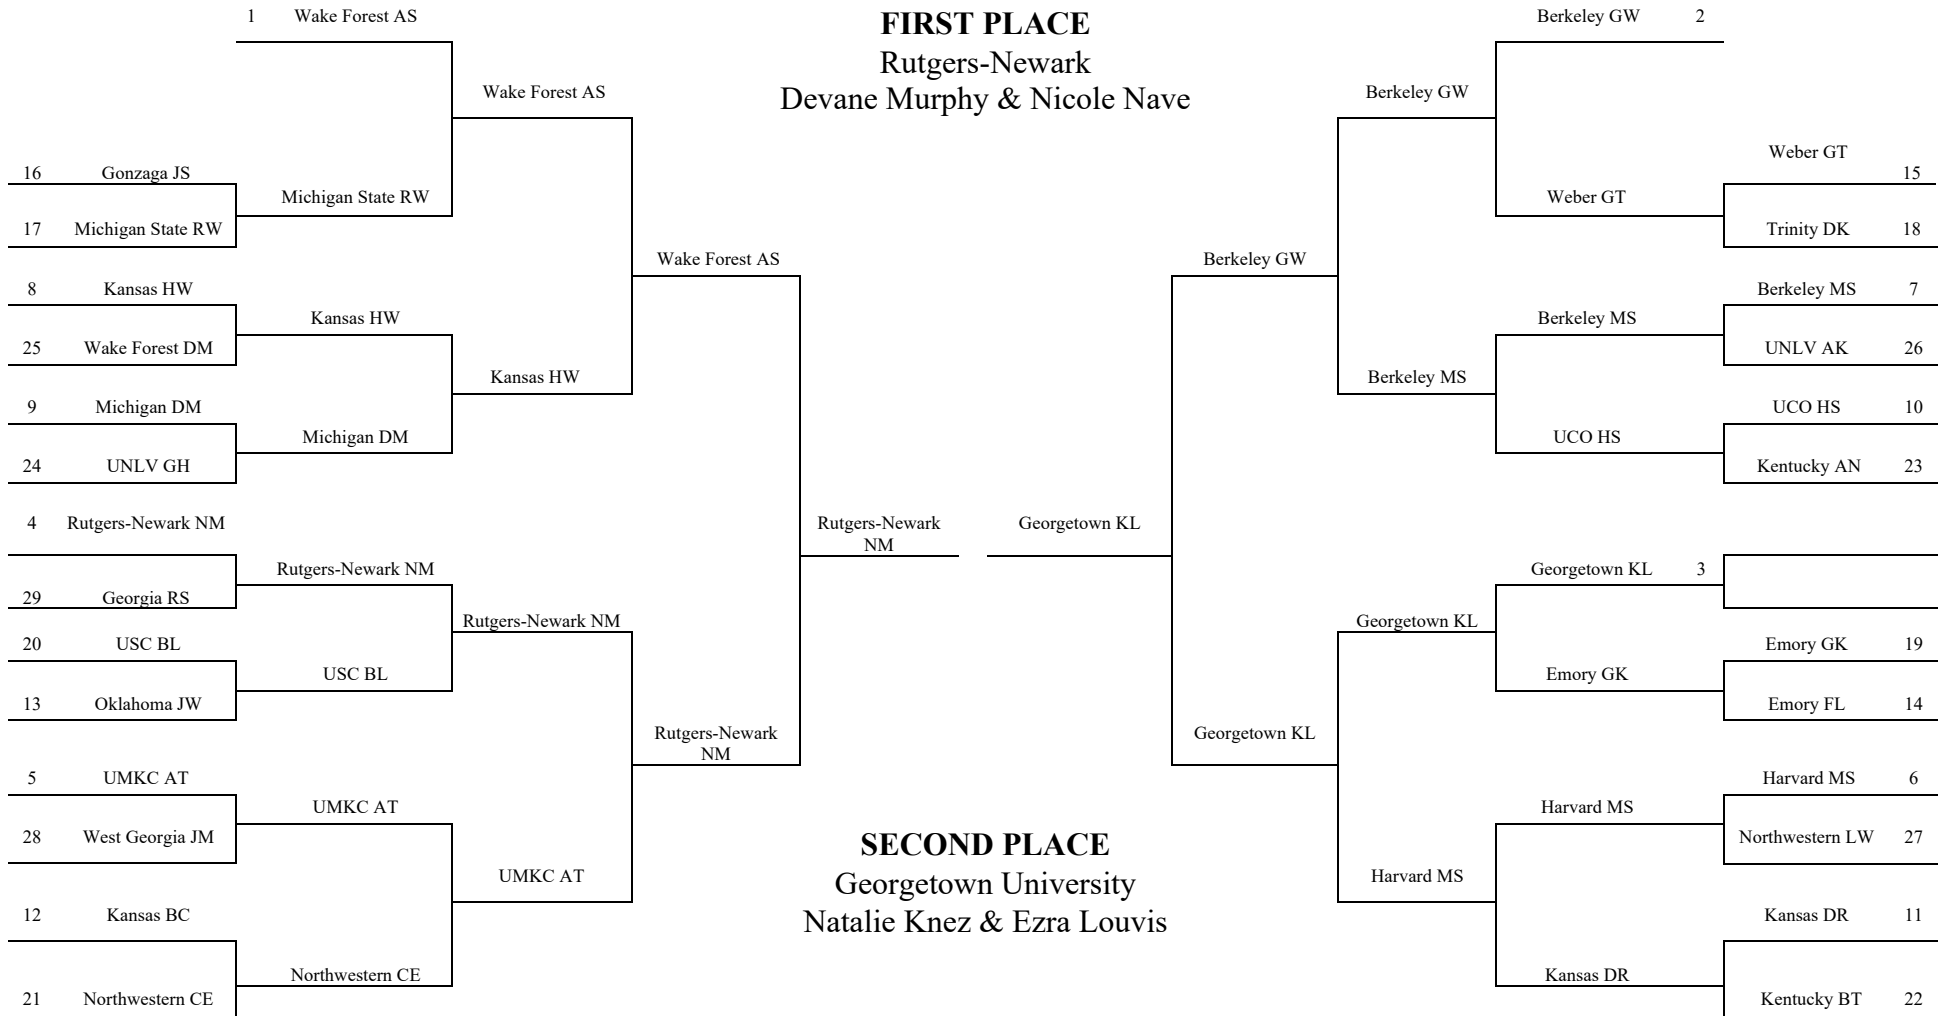 1 Wake Forest AS
FIRST PLACE
Rutgers-Newark
Devane Murphy & Nicole Nave
Berkeley GW 2
Wake Forest AS
Berkeley GW
16 Gonzaga JS
17 Michigan State RW
Michigan State RW
Weber GT
Weber GT
15
Trinity DK 18
Wake Forest AS
Berkeley GW
8 Kansas HW
25 Wake Forest DM
Kansas HW
Berkeley MS
Berkeley MS 7
UNLV AK 26
Kansas HW
Berkeley MS
9 Michigan DM
24 UNLV GH
Michigan DM
UCO HS
UCO HS 10
Kentucky AN 23
4 Rutgers-Newark NM
29 Georgia RS
Rutgers-Newark NM
Rutgers-Newark
NM
Georgetown KL
Georgetown KL 3
Rutgers-Newark NM
Georgetown KL
20 USC BL
13 Oklahoma JW
USC BL
Emory GK
Emory GK 19
Emory FL 14
Rutgers-Newark
NM
Georgetown KL
5 UMKC AT
28 West Georgia JM
UMKC AT
Harvard MS
Harvard MS 6
Northwestern LW 27
UMKC AT
SECOND PLACE
Georgetown University
Natalie Knez & Ezra Louvis
Harvard MS
12 Kansas BC
21 Northwestern CE
Northwestern CE
Kansas DR
Kansas DR 11
Kentucky BT 22